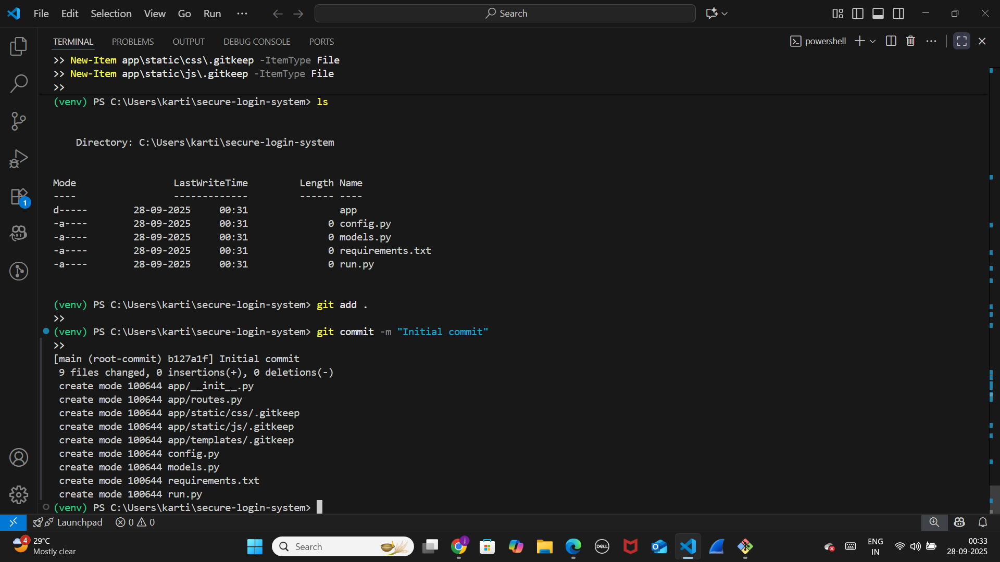 File Edit Selection View Go Run ··· Search
TERMINAL PROBLEMS OUTPUT DEBUG CONSOLE PORTS powershell
>> New-Item app\static\css\.gitkeep -ItemType File
>> New-Item app\static\js\.gitkeep -ItemType File
>>
(venv) PS C:\Users\karti\secure-login-system> ls
Directory: C:\Users\karti\secure-login-system
Mode LastWriteTime Length Name
---- ------------- ------ ----
d----- 28-09-2025 00:31 app
-a---- 28-09-2025 00:31 0 config.py
-a---- 28-09-2025 00:31 0 models.py
-a---- 28-09-2025 00:31 0 requirements.txt
-a---- 28-09-2025 00:31 0 run.py
(venv) PS C:\Users\karti\secure-login-system> git add .
>>
(venv) PS C:\Users\karti\secure-login-system> git commit -m "Initial commit"
>>
[main (root-commit) b127a1f] Initial commit
9 files changed, 0 insertions(+), 0 deletions(-)
create mode 100644 app/__init__.py
create mode 100644 app/routes.py
create mode 100644 app/static/css/.gitkeep
create mode 100644 app/static/js/.gitkeep
create mode 100644 app/templates/.gitkeep
create mode 100644 config.py
create mode 100644 models.py
create mode 100644 requirements.txt
create mode 100644 run.py
(venv) PS C:\Users\karti\secure-login-system>
1
Launchpad 0 0
4
29°C
Mostly clear
Search
j
DELL
ENG
IN
00:33
28-09-2025